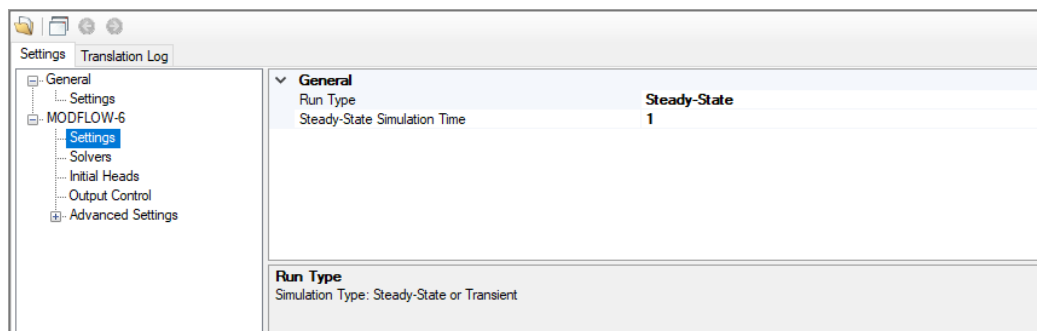 Settings Translation Log
General
Settings
MODFLOW-6
Settings
Solvers
Initial Heads
Output Control
Advanced Settings
General
Run Type Steady-State
Steady-State Simulation Time 1
Run Type
Simulation Type: Steady-State or Transient